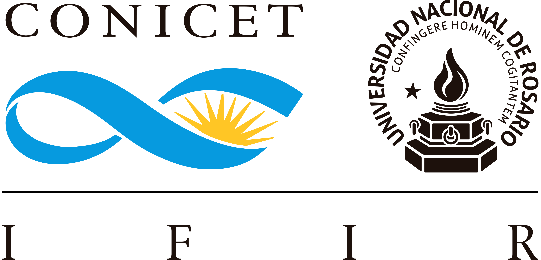 CONICET
UNIVERSIDAD NACIONAL DE ROSARIO
CONFINGERE HOMINEM COGITANTEM
I F I R